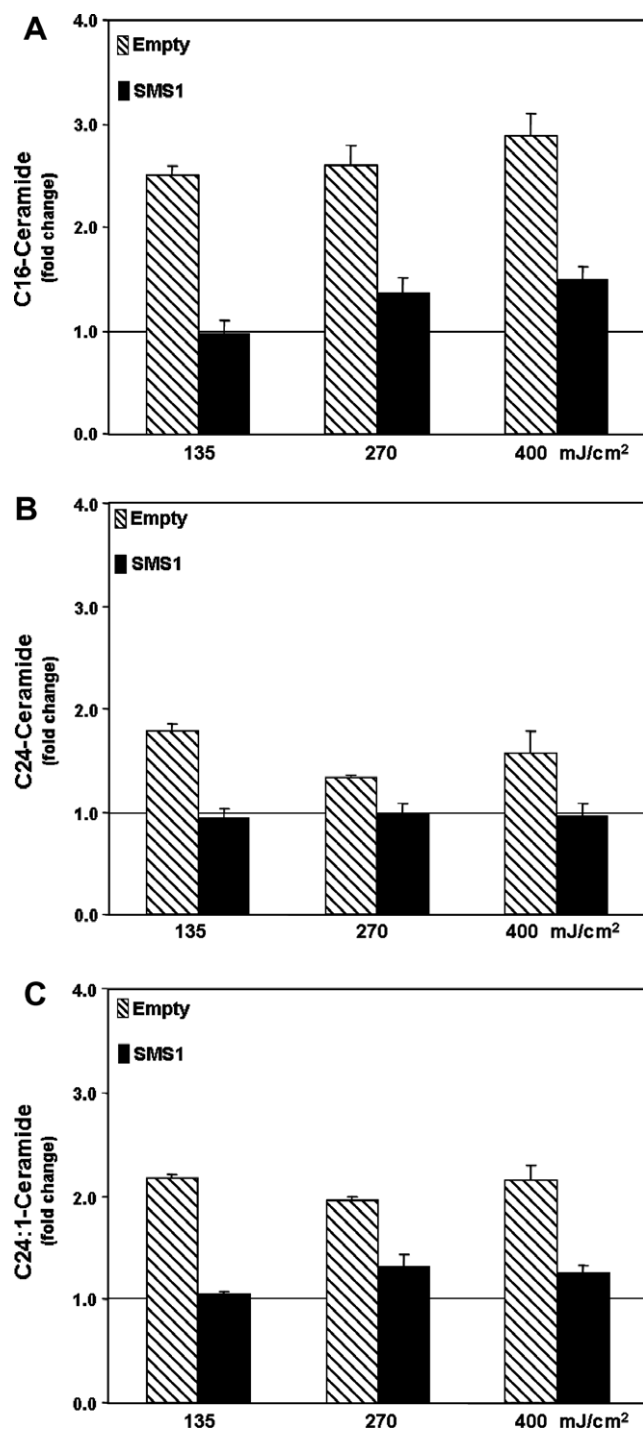 A
4.0
Empty
SMS1
3.0
2.0
1.0
0.0
C16-Ceramide
(fold change)
135 270 400 mJ/cm²
B
4.0
Empty
SMS1
3.0
2.0
1.0
0.0
C24-Ceramide
(fold change)
135 270 400 mJ/cm²
C
4.0
Empty
SMS1
3.0
2.0
1.0
0.0
C24:1-Ceramide
(fold change)
135 270 400 mJ/cm²